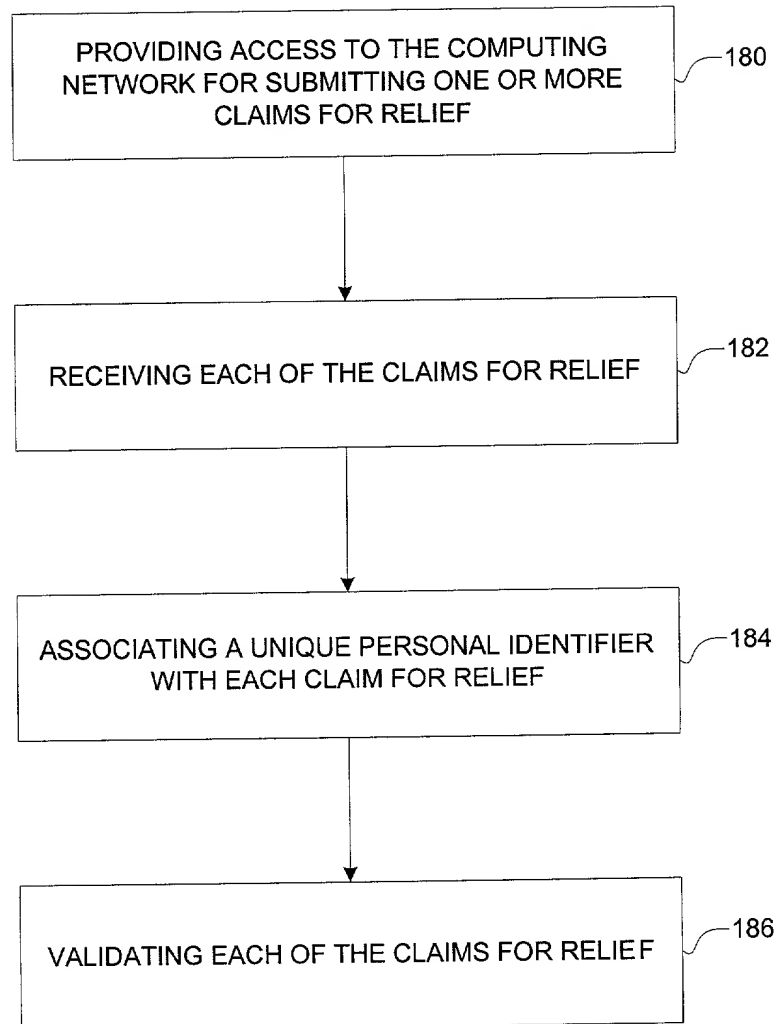 PROVIDING ACCESS TO THE COMPUTING
NETWORK FOR SUBMITTING ONE OR MORE
CLAIMS FOR RELIEF
180
RECEIVING EACH OF THE CLAIMS FOR RELIEF
182
ASSOCIATING A UNIQUE PERSONAL IDENTIFIER
WITH EACH CLAIM FOR RELIEF
184
VALIDATING EACH OF THE CLAIMS FOR RELIEF
186